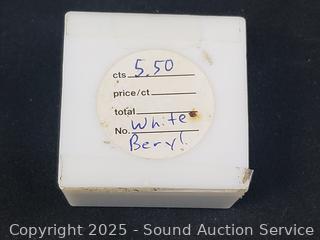 cts 5.50
price/ct
total
No. White
Beryl
Copyright © 2025 - Sound Auction Service